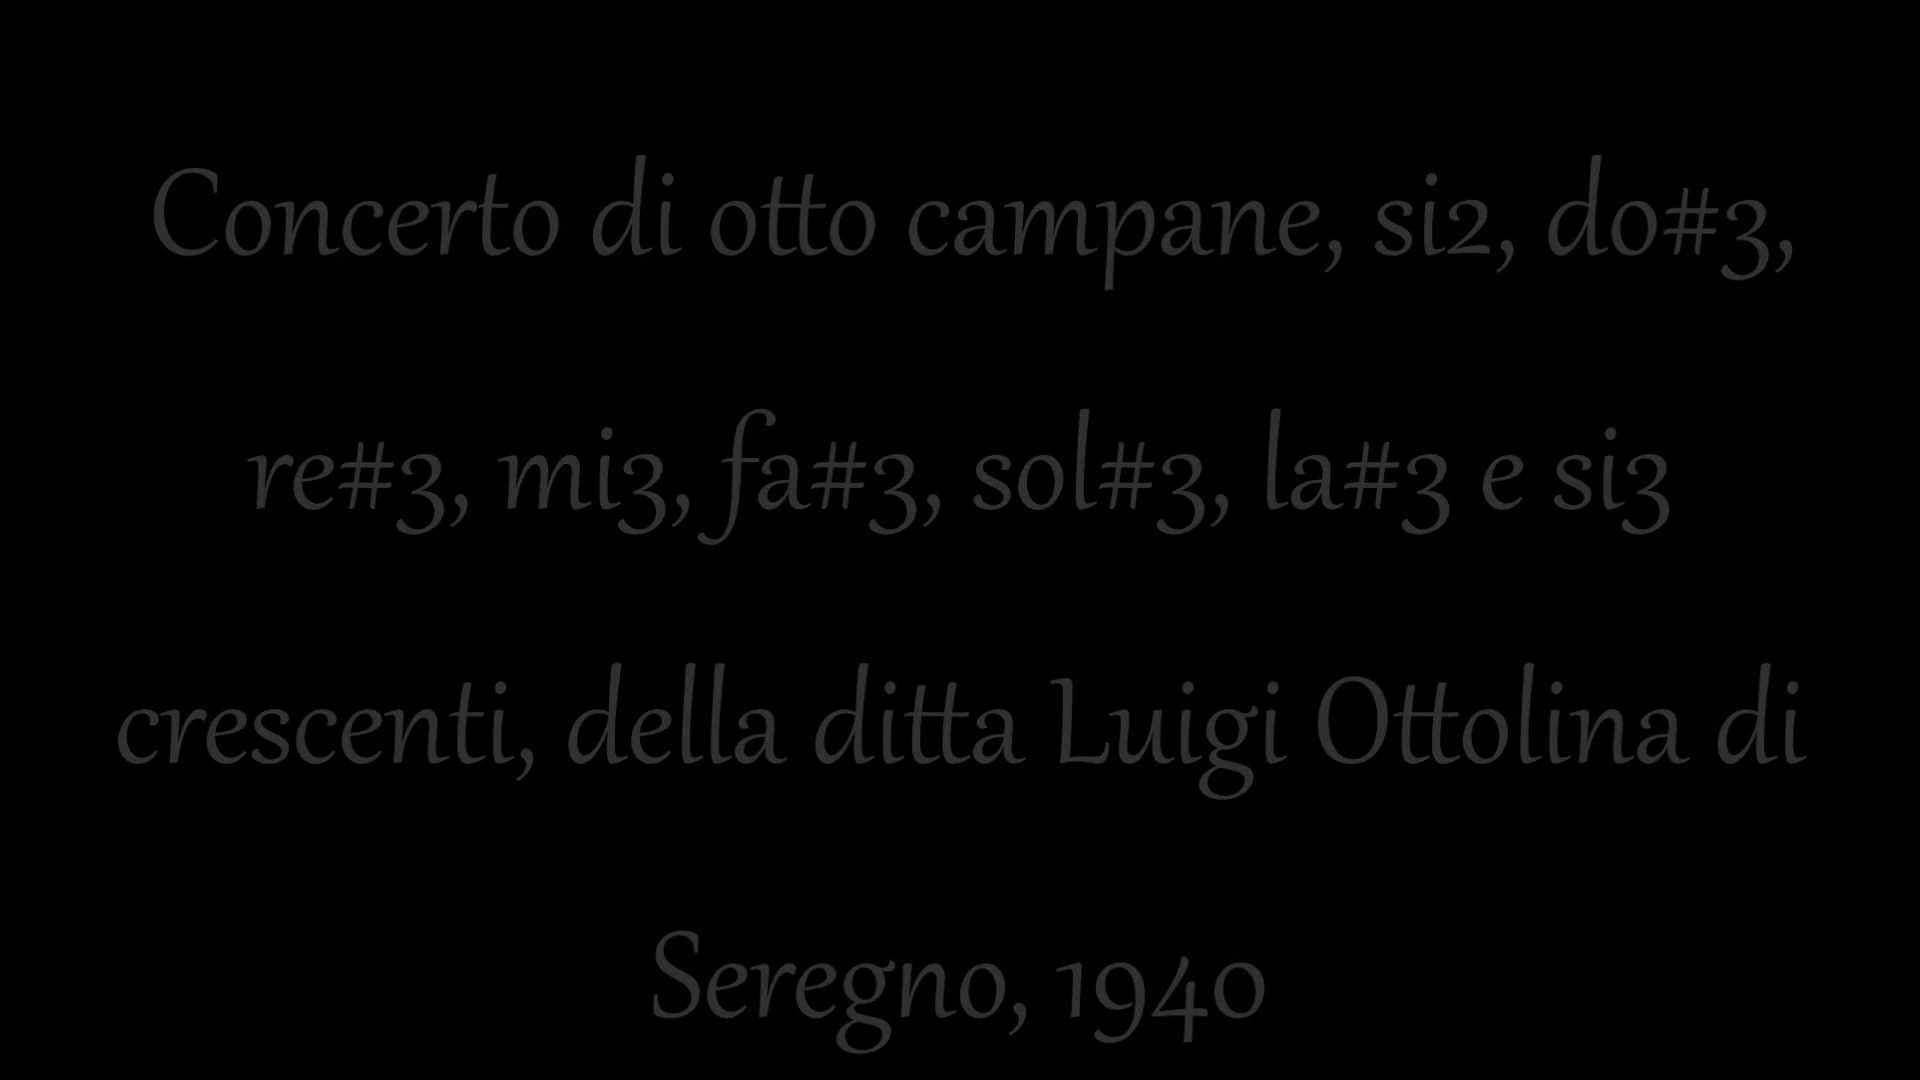 Concerto di otto campane, si2, do#3,
re#3, mi3, fa#3, sol#3, la#3 e si3
crescenti, della ditta Luigi Ottolina di
Seregno, 1940